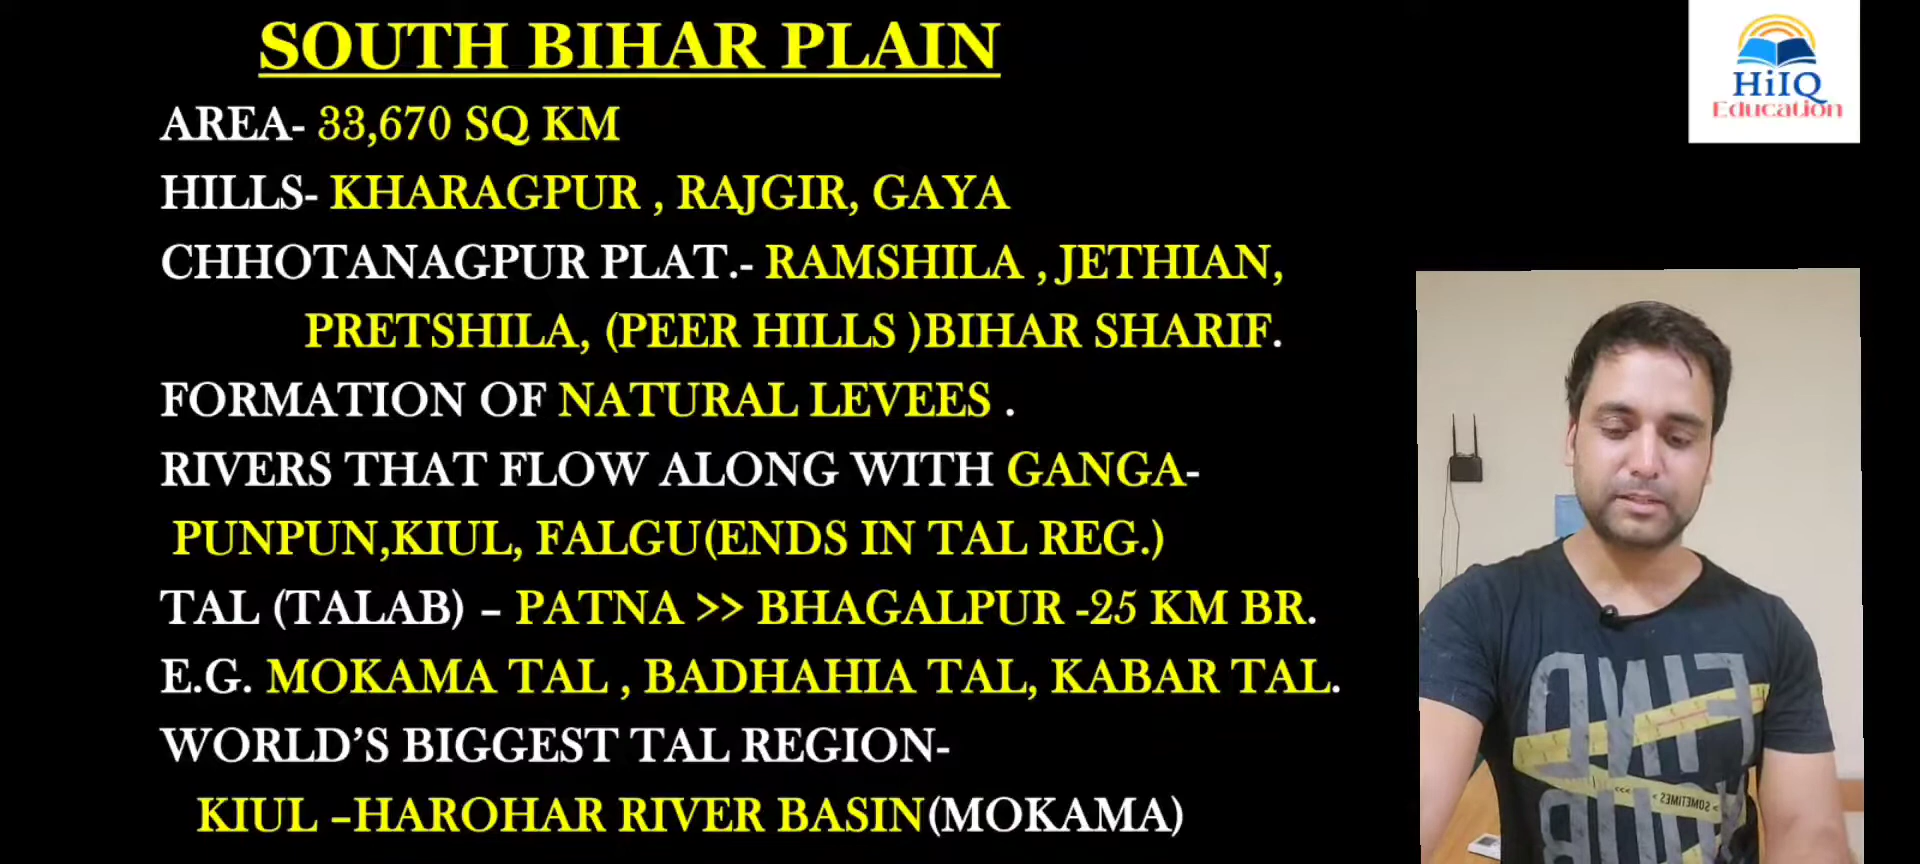 SOUTH BIHAR PLAIN
HiIQ
Education
AREA- 33,670 SQ KM
HILLS- KHARAGPUR , RAJGIR, GAYA
CHHOTANAGPUR PLAT.- RAMSHILA , JETHIAN,
PRETSHILA, (PEER HILLS )BIHAR SHARIF.
FORMATION OF NATURAL LEVEES .
RIVERS THAT FLOW ALONG WITH GANGA-
PUNPUN,KIUL, FALGU(ENDS IN TAL REG.)
TAL (TALAB) – PATNA >> BHAGALPUR -25 KM BR.
E.G. MOKAMA TAL , BADHAHIA TAL, KABAR TAL.
WORLD'S BIGGEST TAL REGION-
KIUL –HAROHAR RIVER BASIN(MOKAMA)
FIND
SOMETIMES